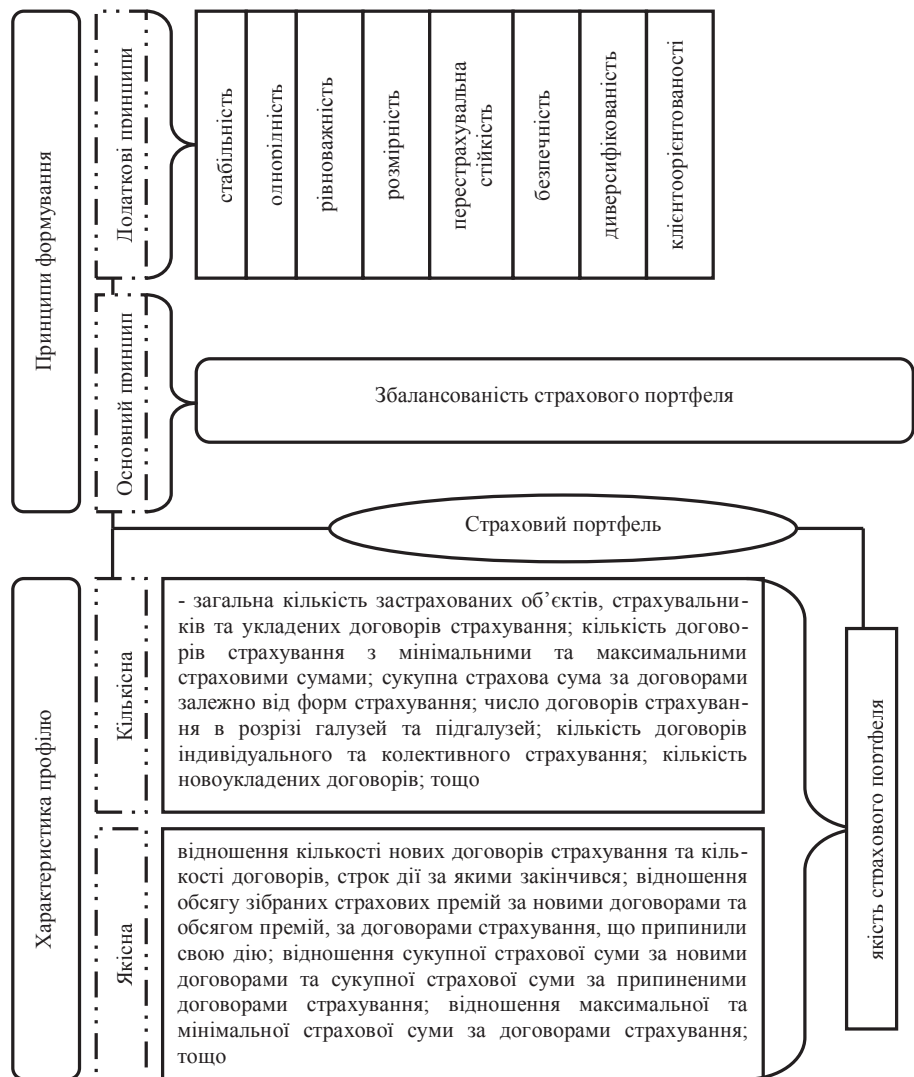 Принципи формування
Додаткові принципи
стабільність
однорідність
рівноважність
розмірність
перестрахувальна
стійкість
безпечність
диверсифікованість
клієнтоорієнтованості
Основний принцип
Збалансованість страхового портфеля
Страховий портфель
Характеристика профілю
Кількісна
- загальна кількість застрахованих об’єктів, страхувальни-
ків та укладених договорів страхування; кількість догово-
рів страхування з мінімальними та максимальними
страховими сумами; сукупна страхова сума за договорами
залежно від форм страхування; число договорів страхуван-
ня в розрізі галузей та підгалузей; кількість договорів
індивідуального та колективного страхування; кількість
новоукладених договорів; тощо
Якісна
відношення кількості нових договорів страхування та кіль-
кості договорів, строк дії за якими закінчився; відношення
обсягу зібраних страхових премій за новими договорами та
обсягом премій, за договорами страхування, що припинили
свою дію; відношення сукупної страхової суми за новими
договорами та сукупної страхової суми за припиненими
договорами страхування; відношення максимальної та
мінімальної страхової суми за договорами страхування;
тощо
якість страхового портфеля